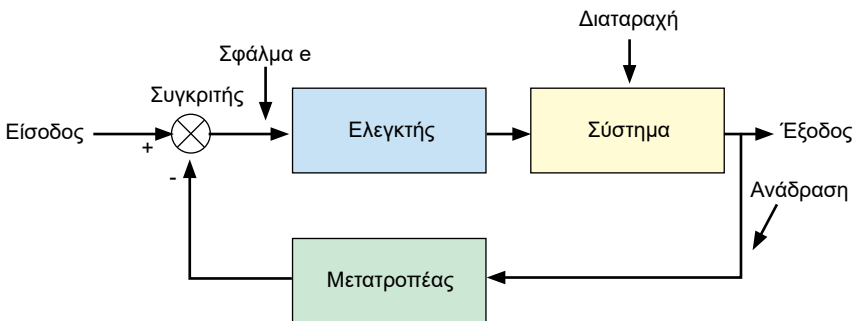 Διαταραχή
Σφάλμα e
Συγκριτής
Είσοδος
+
-
Ελεγκτής
Σύστημα
Έξοδος
Ανάδραση
Μετατροπέας